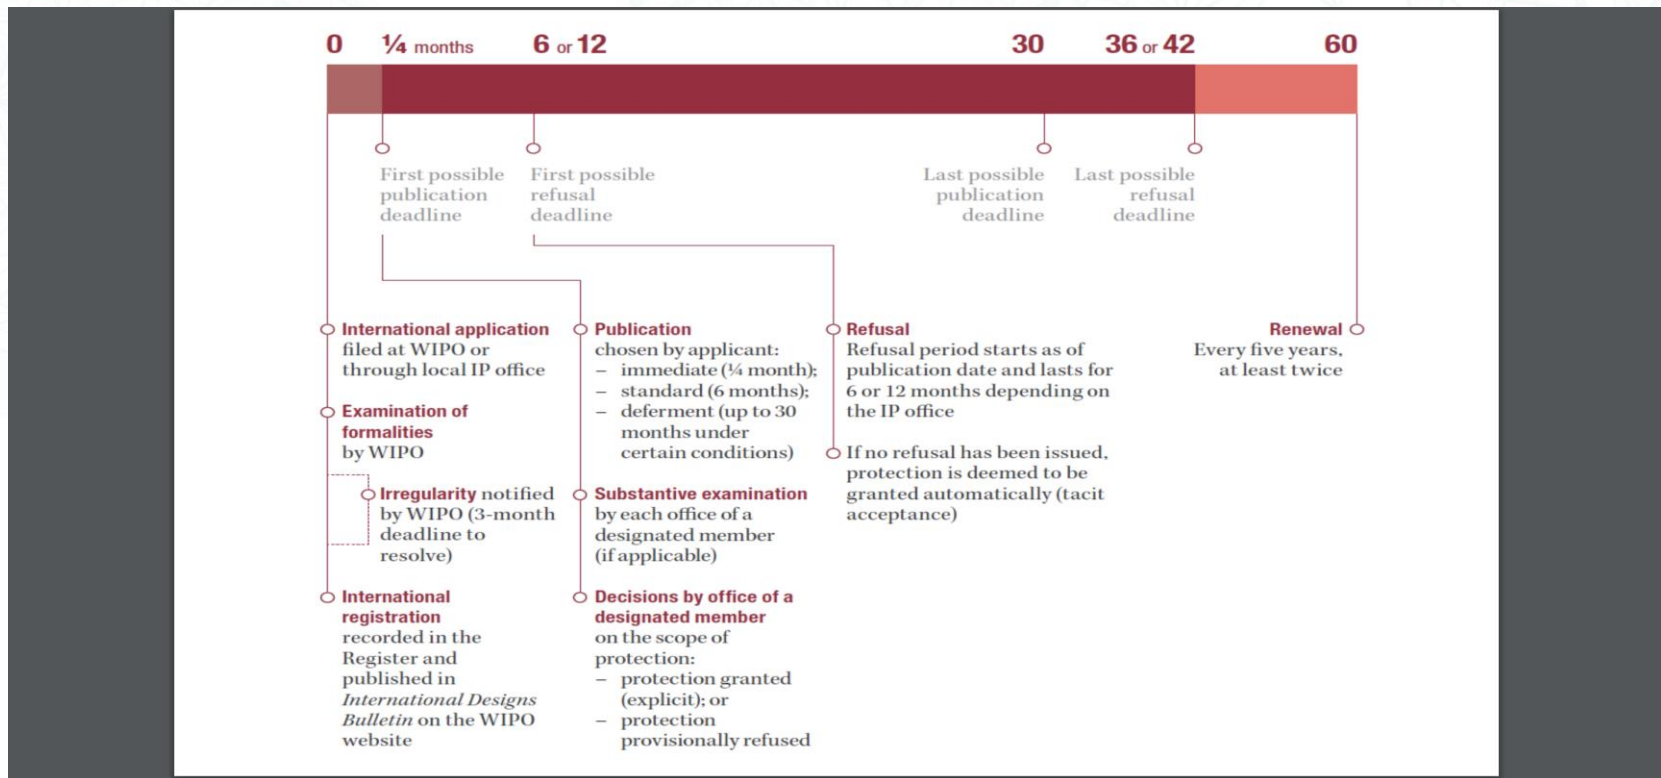 0
¼ months
6 or 12
30
36 or 42
60
First possible
publication
deadline
First possible
refusal
deadline
Last possible
publication
deadline
Last possible
refusal
deadline
International application
filed at WIPO or
through local IP office
Examination of
formalities
by WIPO
Irregularity notified
by WIPO (3-month
deadline to
resolve)
International
registration
recorded in the
Register and
published in
International Designs
Bulletin on the WIPO
website
Publication
chosen by applicant:
– immediate (¼ month);
– standard (6 months);
– deferment (up to 30
months under
certain conditions)
Substantive examination
by each office of a
designated member
(if applicable)
Decisions by office of a
designated member
on the scope of
protection:
– protection granted
(explicit); or
– protection
provisionally refused
Refusal
Refusal period starts as of
publication date and lasts for
6 or 12 months depending on
the IP office
If no refusal has been issued,
protection is deemed to be
granted automatically (tacit
acceptance)
Renewal
Every five years,
at least twice